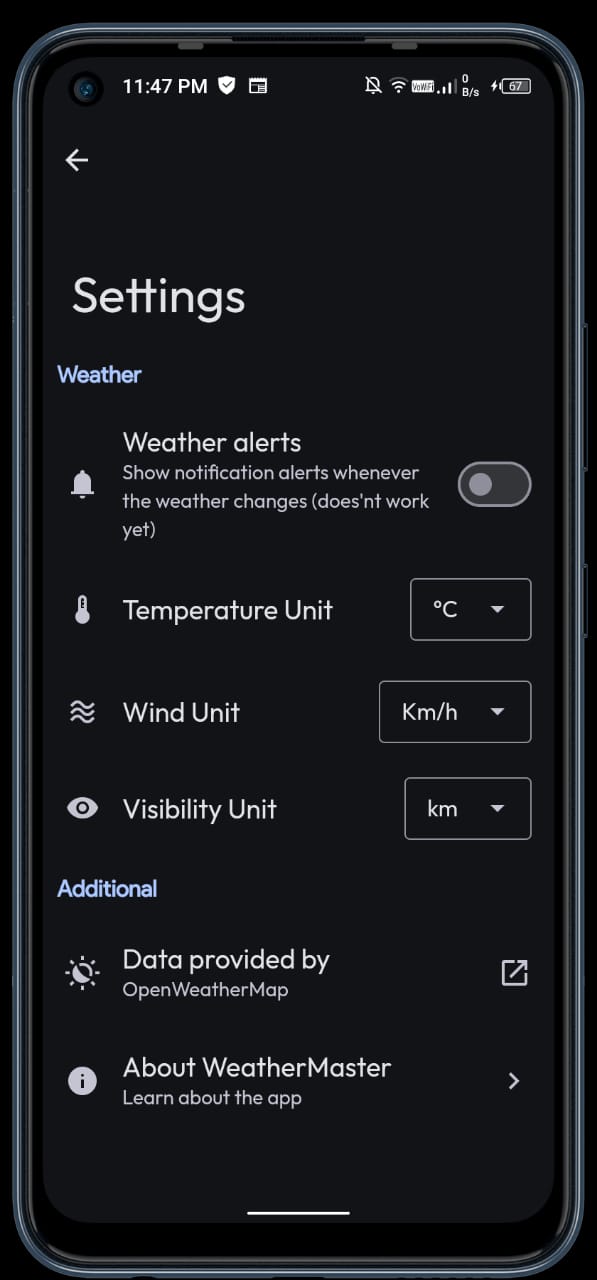 11:47 PM VoWiFi 0 B/s 67
Settings
Weather
Weather alerts
Show notification alerts whenever
the weather changes (does'nt work
yet)
Temperature Unit °C
Wind Unit Km/h
Visibility Unit km
Additional
Data provided by
OpenWeatherMap
About WeatherMaster
Learn about the app